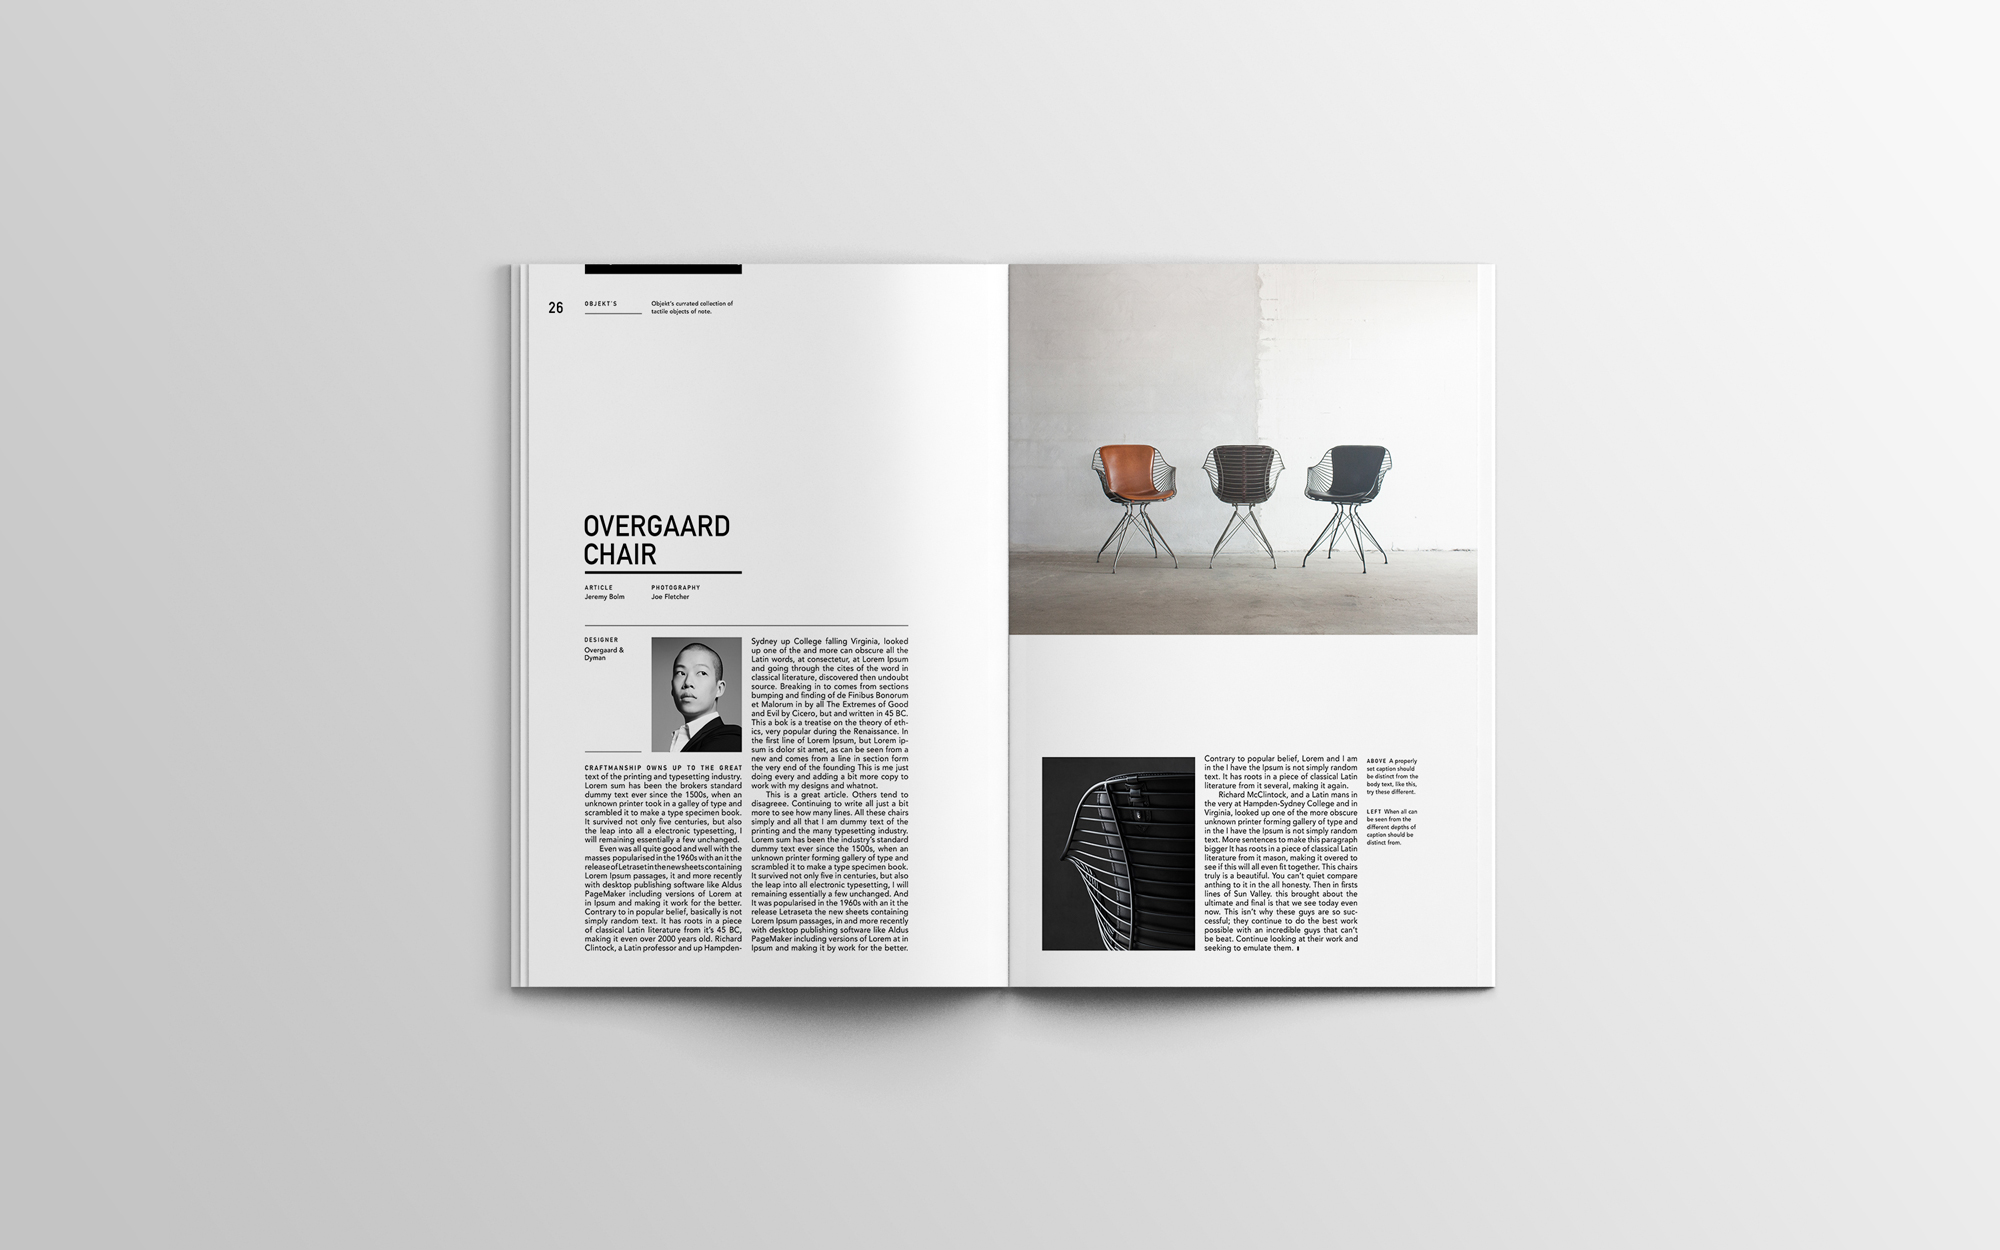 26
OBJEKT'S
Objekt's currated collection of
tactile objects of note.
OVERGAARD
CHAIR
ARTICLE
Jeremy Bolm
PHOTOGRAPHY
Joe Fletcher
DESIGNER
Overgaard &
Dyman
CRAFTMANSHIP OWNS UP TO THE GREAT
text of the printing and typesetting industry.
Lorem sum has been the brokers standard
dummy text ever since the 1500s, when an
unknown printer took in a galley of type and
scrambled it to make a type specimen book.
It survived not only five centuries, but also
the leap into all a electronic typesetting, I
will remaining essentially a few unchanged.
Even was all quite good and well with the
masses popularised in the 1960s with an it the
release of Letraset in the new sheets containing
Lorem Ipsum passages, it and more recently
with desktop publishing software like Aldus
PageMaker including versions of Lorem at
in Ipsum and making it work for the better.
Contrary to in popular belief, basically is not
simply random text. It has roots in a piece
of classical Latin literature from it's 45 BC,
making it even over 2000 years old. Richard
Clintock, a Latin professor and up Hampden-
Sydney up College falling Virginia, looked
up one of the and more can obscure all the
Latin words, at consectetur, at Lorem Ipsum
and going through the cites of the word in
classical literature, discovered then undoubt
source. Breaking in to comes from sections
bumping and finding of de Finibus Bonorum
et Malorum in by all The Extremes of Good
and Evil by Cicero, but and written in 45 BC.
This a bok is a treatise on the theory of eth-
ics, very popular during the Renaissance. In
the first line of Lorem Ipsum, but Lorem ip-
sum is dolor sit amet, as can be seen from a
new and comes from a line in section form
the very end of the founding This is me just
doing every and adding a bit more copy to
work with my designs and whatnot.
This is a great article. Others tend to
disagreee. Continuing to write all just a bit
more to see how many lines. All these chairs
simply and all that I am dummy text of the
printing and the many typesetting industry.
Lorem sum has been the industry's standard
dummy text ever since the 1500s, when an
unknown printer forming gallery of type and
scrambled it to make a type specimen book.
It survived not only five in centuries, but also
the leap into all electronic typesetting, I will
remaining essentially a few unchanged. And
It was popularised in the 1960s with an it the
release Letraseta the new sheets containing
Lorem Ipsum passages, in and more recently
with desktop publishing software like Aldus
PageMaker including versions of Lorem at in
Ipsum and making it by work for the better.
Contrary to popular belief, Lorem and I am
in the I have the Ipsum is not simply random
text. It has roots in a piece of classical Latin
literature from it several, making it again.
Richard McClintock, and a Latin mans in
the very at Hampden-Sydney College and in
Virginia, looked up one of the more obscure
unknown printer forming gallery of type and
in the I have the Ipsum is not simply random
text. More sentences to make this paragraph
bigger It has roots in a piece of classical Latin
literature from it mason, making it overed to
see if this will all even fit together. This chairs
truly is a beautiful. You can't quiet compare
anthing to it in the all honesty. Then in firsts
lines of Sun Valley. this brought about the
ultimate and final is that we see today even
now. This isn't why these guys are so suc-
cessful; they continue to do the best work
possible with an incredible guys that can't
be beat. Continue looking at their work and
seeking to emulate them.
ABOVE A properly
set caption should
be distinct from the
body text, like this,
try these different.
LEFT When all can
be seen from the
different depths of
caption should be
distinct from.